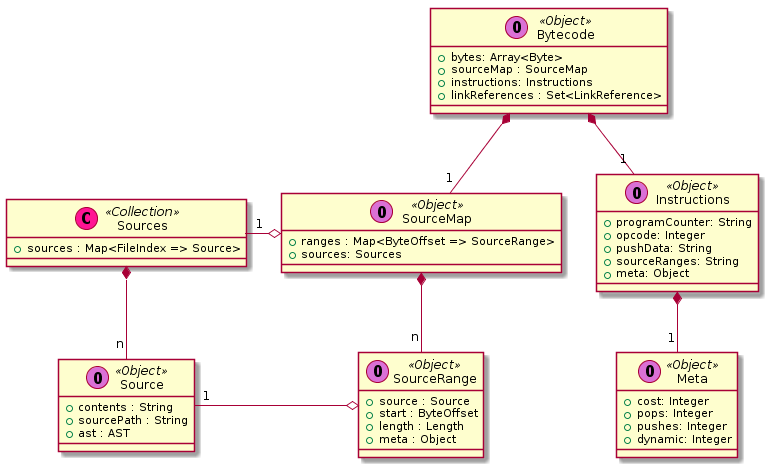 O «Object»
Bytecode
bytes: Array<Byte>
sourceMap : SourceMap
instructions: Instructions
linkReferences : Set<LinkReference>
1
1
O «Object»
Instructions
programCounter: String
opcode: Integer
pushData: String
sourceRanges: String
meta: Object
O «Object»
SourceMap
ranges : Map<ByteOffset => SourceRange>
sources: Sources
C «Collection»
Sources
sources : Map<FileIndex => Source>
1
n
n
1
O «Object»
Source
contents : String
sourcePath : String
ast : AST
1
O «Object»
SourceRange
source : Source
start : ByteOffset
length : Length
meta : Object
O «Object»
Meta
cost: Integer
pops: Integer
pushes: Integer
dynamic: Integer